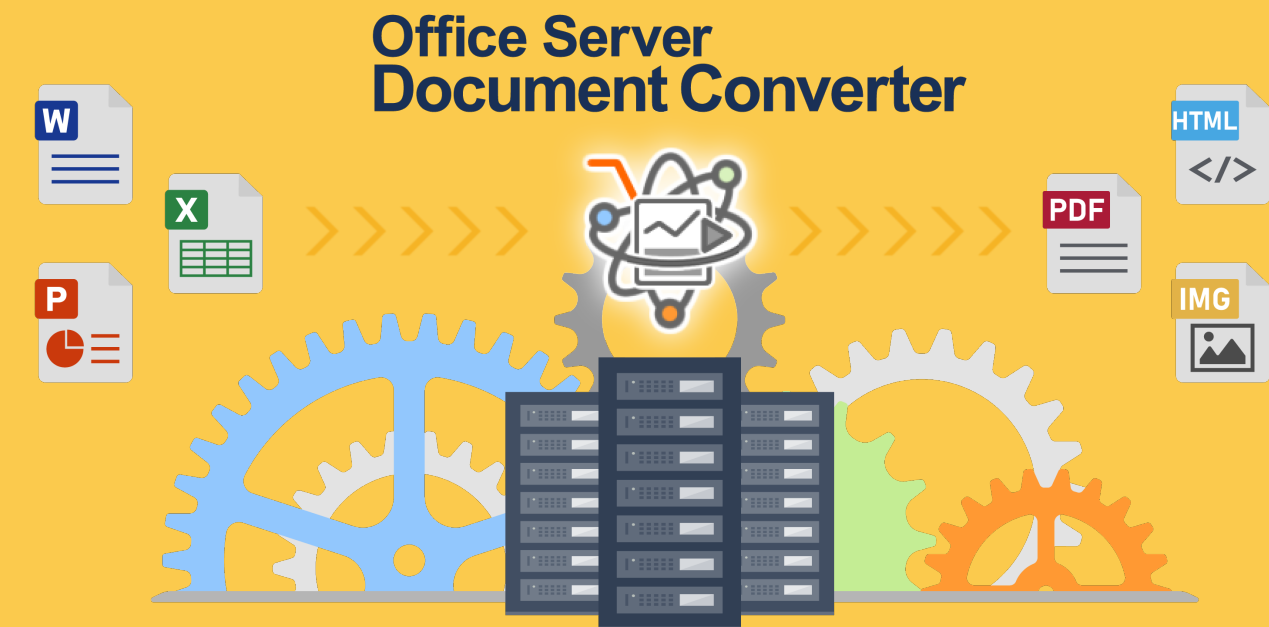 Office Server
Document Converter
W
X
P
HTML
</>
PDF
IMG